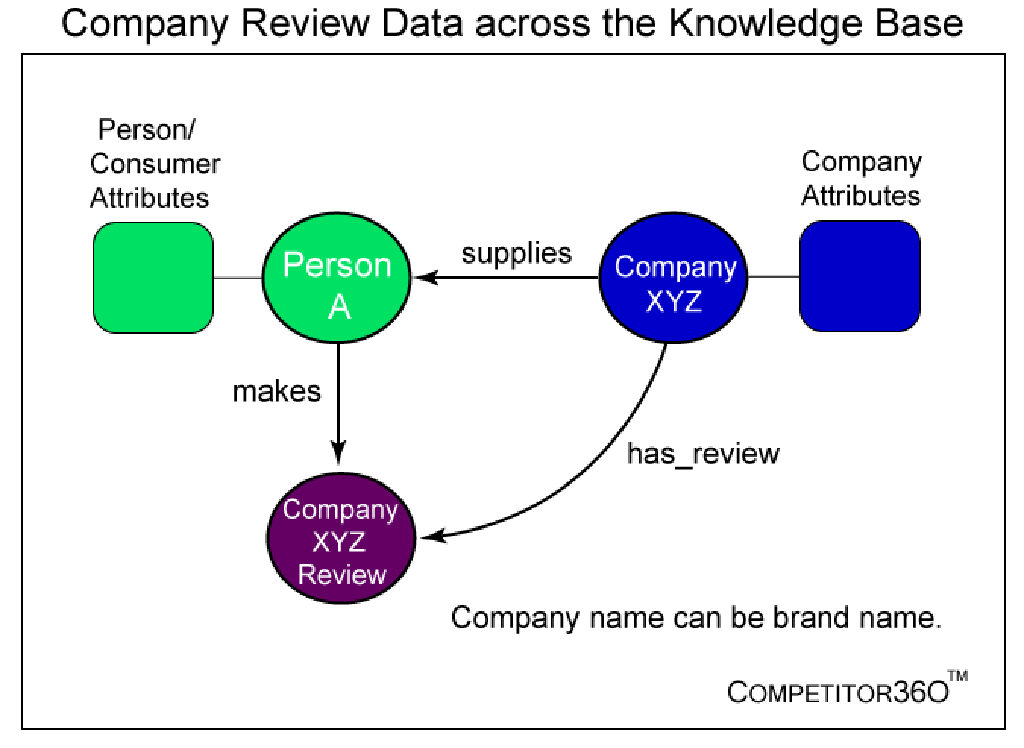 Company Review Data across the Knowledge Base
Person/
Consumer
Attributes
Company
Attributes
Person
A
supplies
Company
XYZ
makes
has_review
Company
XYZ
Review
Company name can be brand name.
COMPETITOR360™